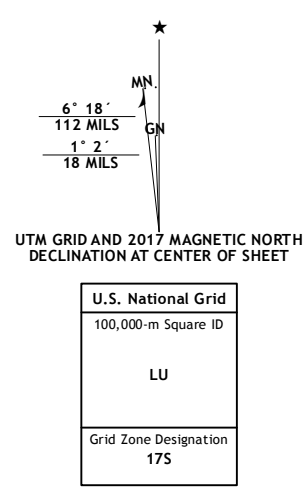 ★
MN.
6° 18´
112 MILS
GN
1° 2´
18 MILS
UTM GRID AND 2017 MAGNETIC NORTH
DECLINATION AT CENTER OF SHEET
U.S. National Grid
100,000-m Square ID
LU
Grid Zone Designation
17S